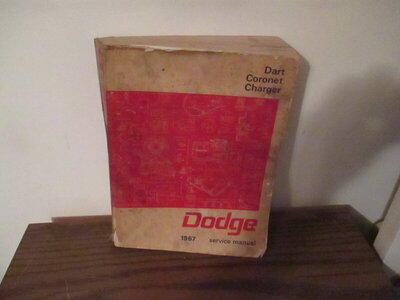 Dart
Coronet
Charger
Dodge
1967 service manual